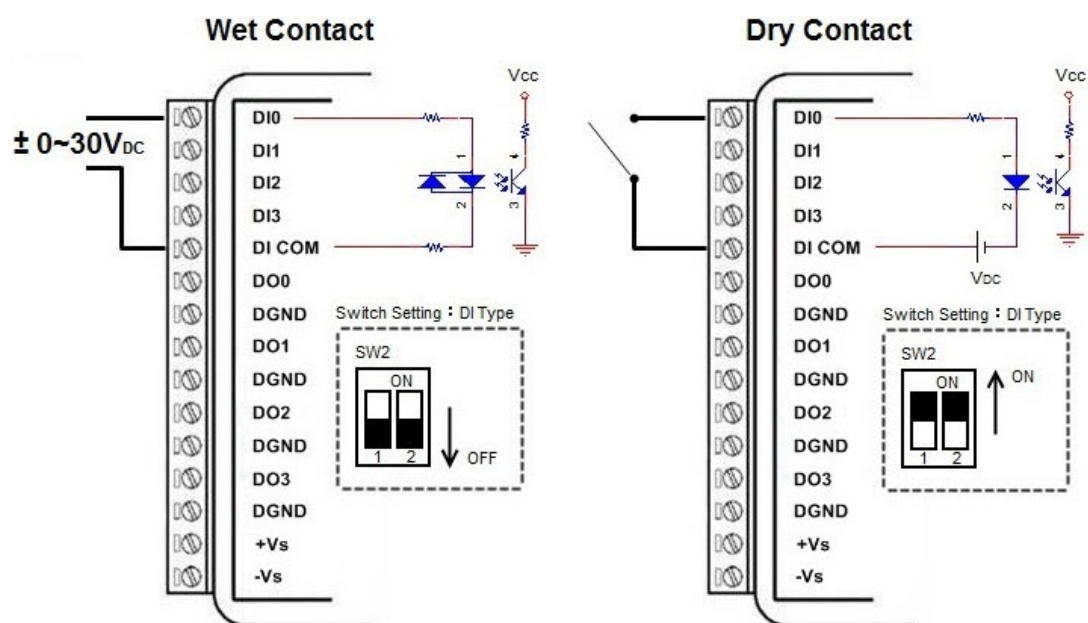 Wet Contact
± 0~30VDC
DI0
DI1
DI2
DI3
DI COM
DO0
DGND
DO1
DGND
DO2
DGND
DO3
DGND
+Vs
-Vs
Vcc
1
4
2
3
Switch Setting : DI Type
SW2
ON
1 2
OFF
Dry Contact
DI0
DI1
DI2
DI3
DI COM
DO0
DGND
DO1
DGND
DO2
DGND
DO3
DGND
+Vs
-Vs
Vcc
1
4
2
3
VDC
Switch Setting : DI Type
SW2
ON
1 2
ON